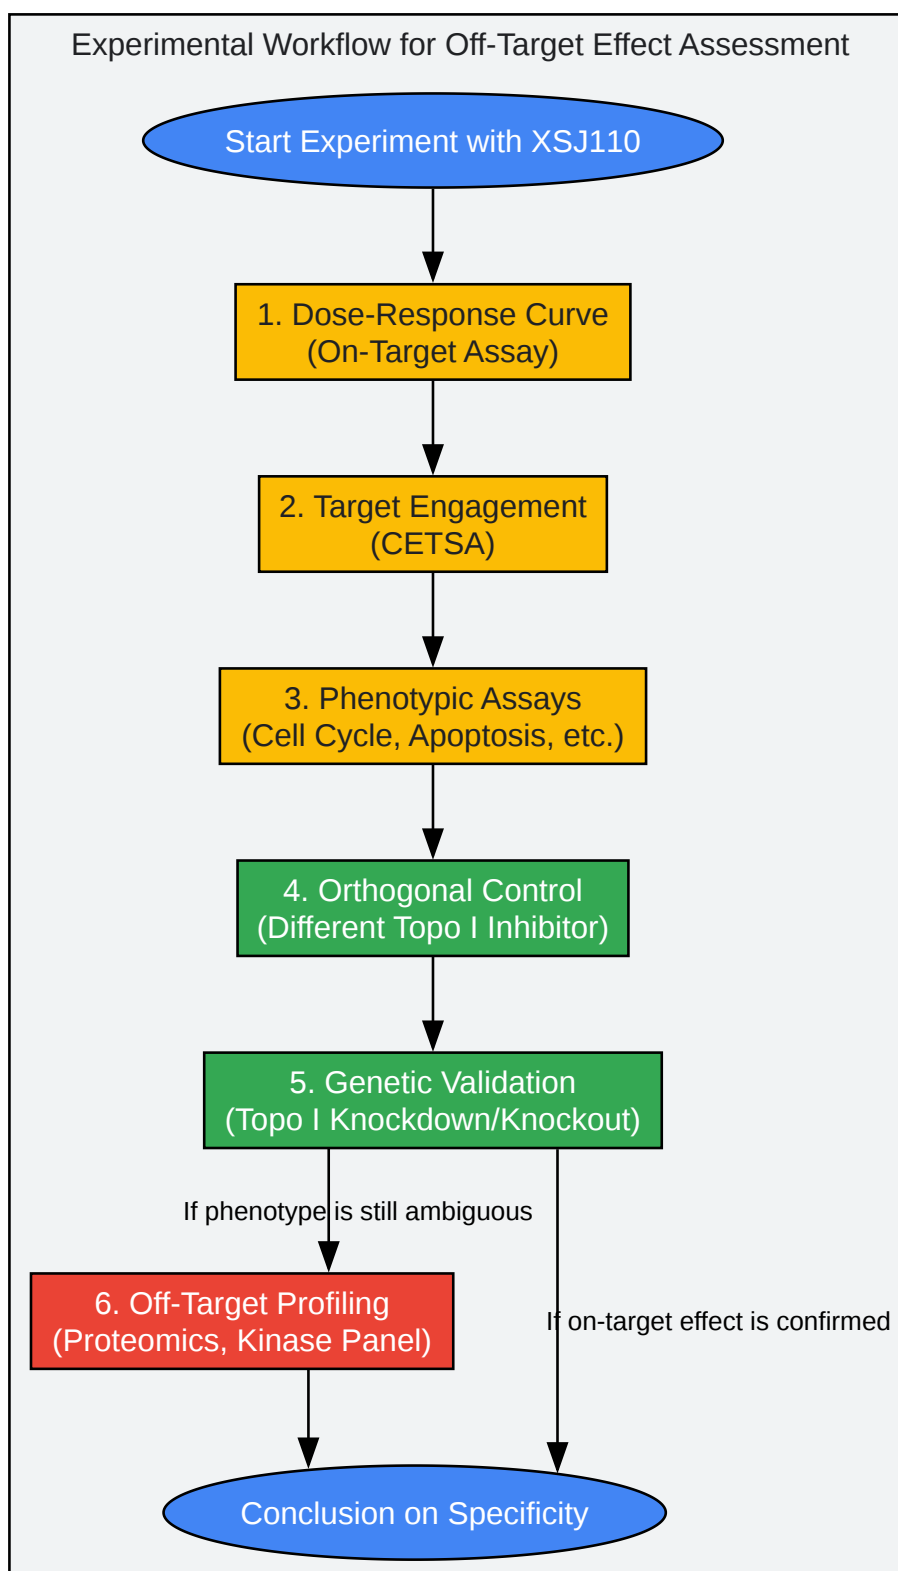 Experimental Workflow for Off-Target Effect Assessment
Start Experiment with XSJ110
1. Dose-Response Curve
(On-Target Assay)
2. Target Engagement
(CETSA)
3. Phenotypic Assays
(Cell Cycle, Apoptosis, etc.)
4. Orthogonal Control
(Different Topo I Inhibitor)
5. Genetic Validation
(Topo I Knockdown/Knockout)
If phenotype is still ambiguous
6. Off-Target Profiling
(Proteomics, Kinase Panel)
If on-target effect is confirmed
Conclusion on Specificity